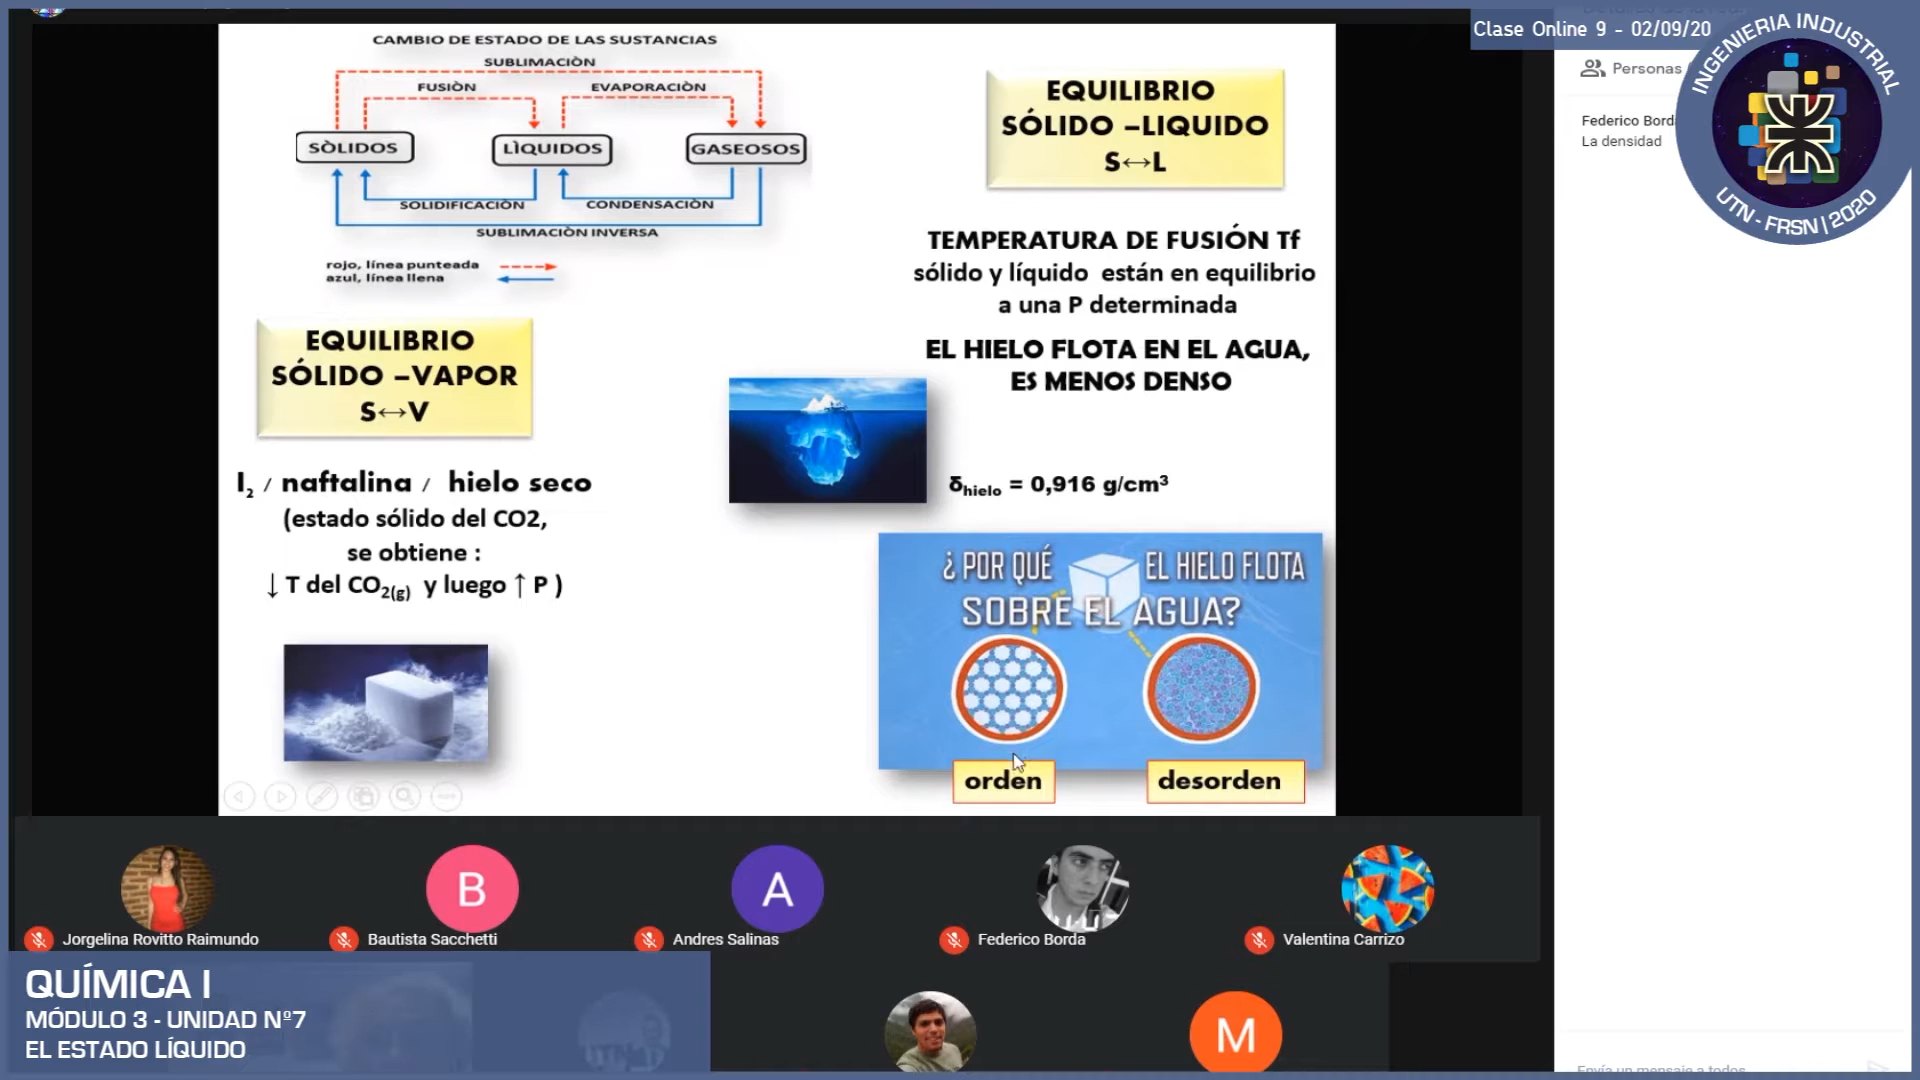 Clase Online 9 - 02/09/20
INGENIERIA INDUSTRIAL
UTN - FRSN | 2020
Personas
Federico Borda
La densidad
CAMBIO DE ESTADO DE LAS SUSTANCIAS
SUBLIMACIÒN
FUSIÒN
EVAPORACIÒN
SÒLIDOS
LÌQUIDOS
GASEOSOS
SOLIDIFICACIÒN
CONDENSACIÒN
SUBLIMACIÒN INVERSA
rojo, línea punteada
azul, línea llena
EQUILIBRIO
SÓLIDO –VAPOR
S↔V
I₂ / naftalina / hielo seco
(estado sólido del CO2,
se obtiene :
↓ T del CO₂(g) y luego ↑ P )
EQUILIBRIO
SÓLIDO –LIQUIDO
S↔L
TEMPERATURA DE FUSIÓN Tf
sólido y líquido están en equilibrio
a una P determinada
EL HIELO FLOTA EN EL AGUA,
ES MENOS DENSO
δhielo = 0,916 g/cm³
¿ POR QUÉ EL HIELO FLOTA
SOBRE EL AGUA?
orden
desorden
Jorgelina Rovitto Raimundo
B
Bautista Sacchetti
A
Andres Salinas
Federico Borda
Valentina Carrizo
M
QUÍMICA I
MÓDULO 3 - UNIDAD Nº7
EL ESTADO LÍQUIDO
Envía un mensaje a todos